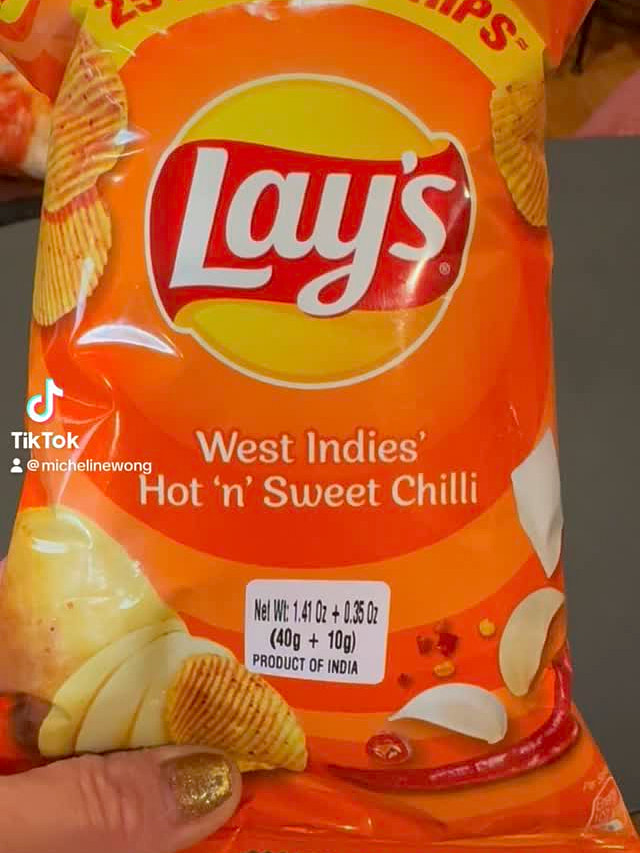 Lay's
®
West Indies'
Hot 'n' Sweet Chilli
TikTok
@michelinewong
Net Wt: 1.41 Oz + 0.35 Oz
(40g + 10g)
PRODUCT OF INDIA